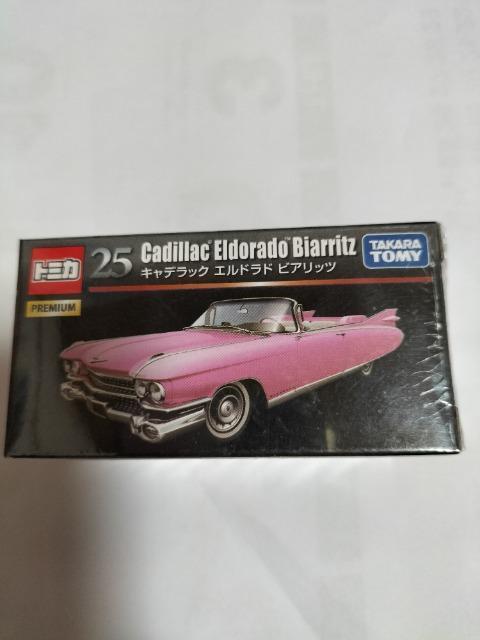 トミカ
PREMIUM
25
Cadillac® Eldorado™ Biarritz
キャデラック エルドラド ビアリッツ
TAKARA
TOMY